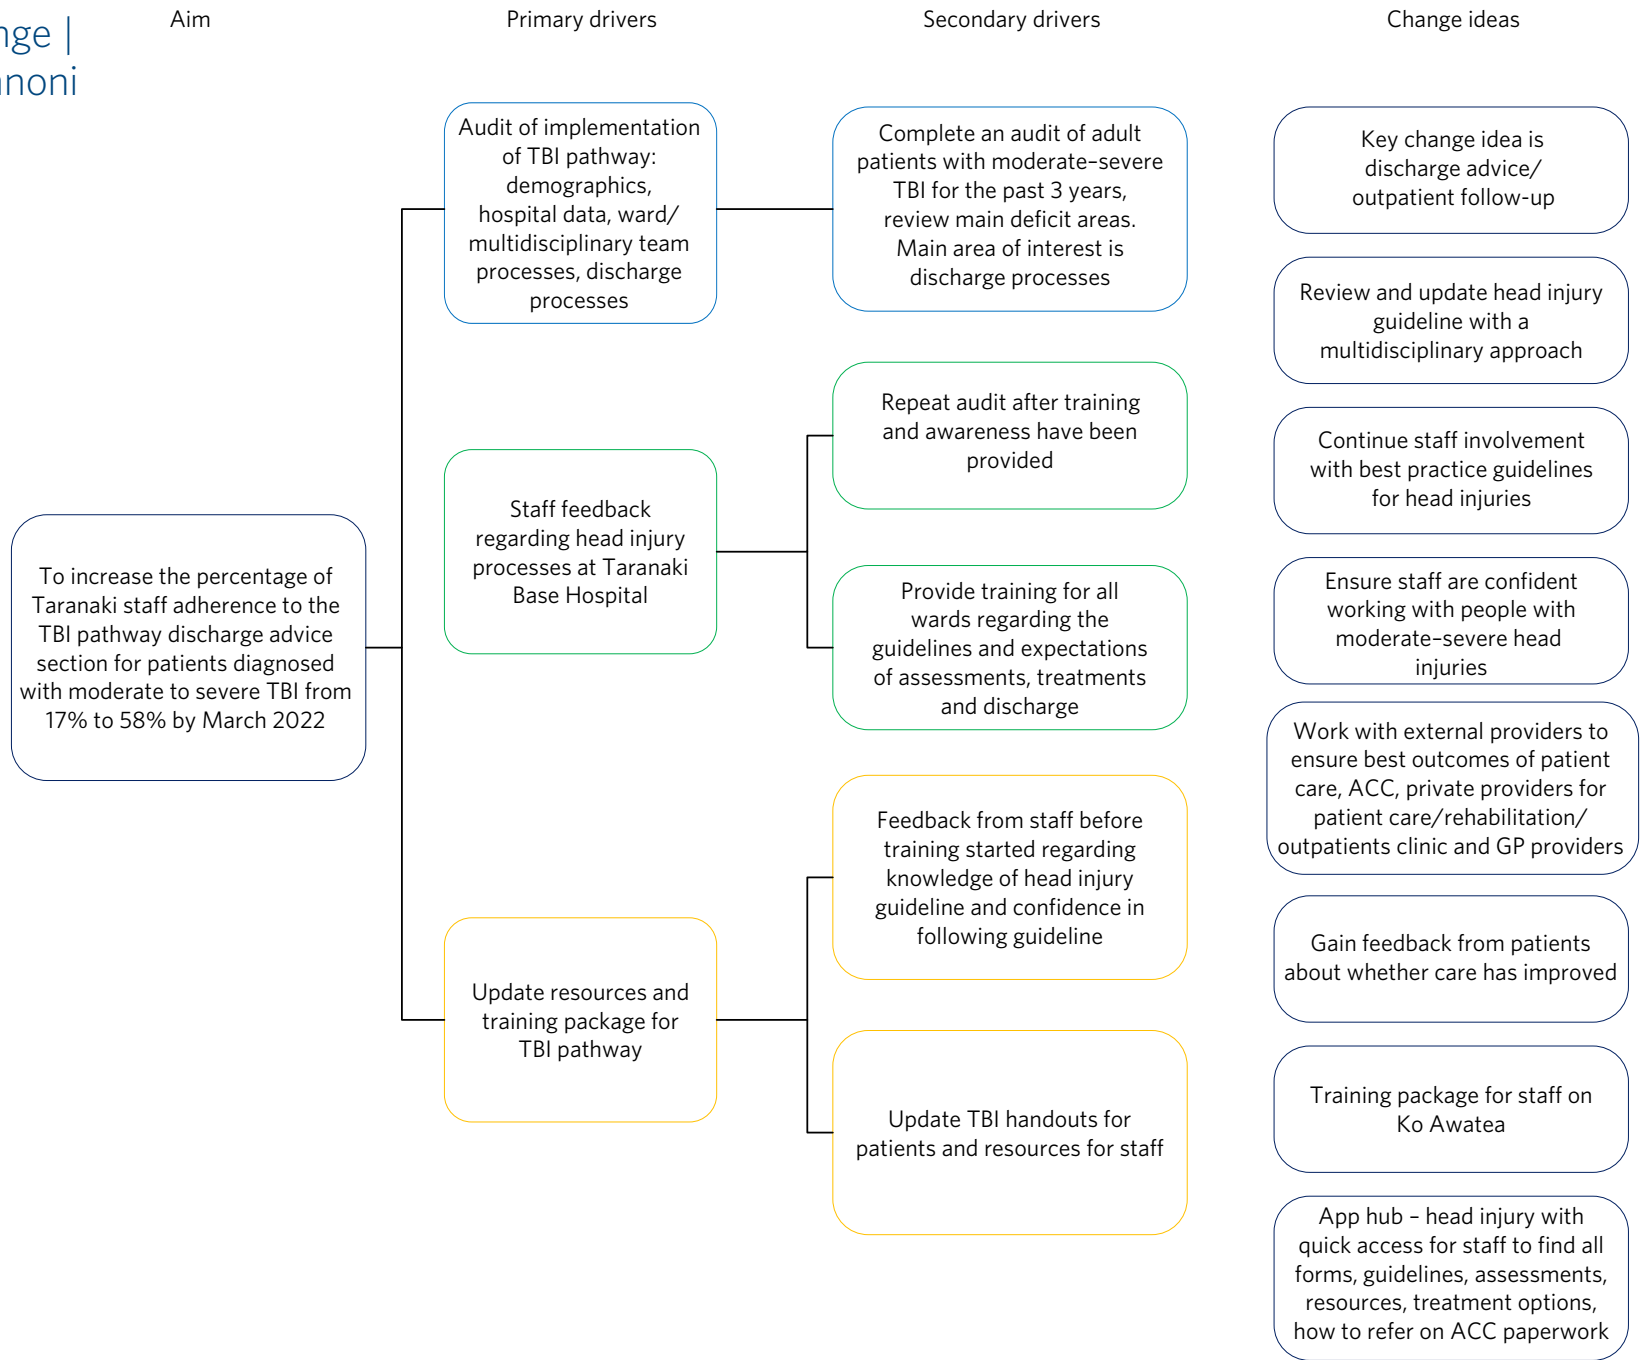 nge |
nnoni
Aim
Primary drivers
Secondary drivers
Change ideas
To increase the percentage of
Taranaki staff adherence to the
TBI pathway discharge advice
section for patients diagnosed
with moderate to severe TBI from
17% to 58% by March 2022
Audit of implementation
of TBI pathway:
demographics,
hospital data, ward/
multidisciplinary team
processes, discharge
processes
Staff feedback
regarding head injury
processes at Taranaki
Base Hospital
Update resources and
training package for
TBI pathway
Complete an audit of adult
patients with moderate–severe
TBI for the past 3 years,
review main deficit areas.
Main area of interest is
discharge processes
Repeat audit after training
and awareness have been
provided
Provide training for all
wards regarding the
guidelines and expectations
of assessments, treatments
and discharge
Feedback from staff before
training started regarding
knowledge of head injury
guideline and confidence in
following guideline
Update TBI handouts for
patients and resources for staff
Key change idea is
discharge advice/
outpatient follow-up
Review and update head injury
guideline with a
multidisciplinary approach
Continue staff involvement
with best practice guidelines
for head injuries
Ensure staff are confident
working with people with
moderate–severe head
injuries
Work with external providers to
ensure best outcomes of patient
care, ACC, private providers for
patient care/rehabilitation/
outpatients clinic and GP providers
Gain feedback from patients
about whether care has improved
Training package for staff on
Ko Awatea
App hub – head injury with
quick access for staff to find all
forms, guidelines, assessments,
resources, treatment options,
how to refer on ACC paperwork